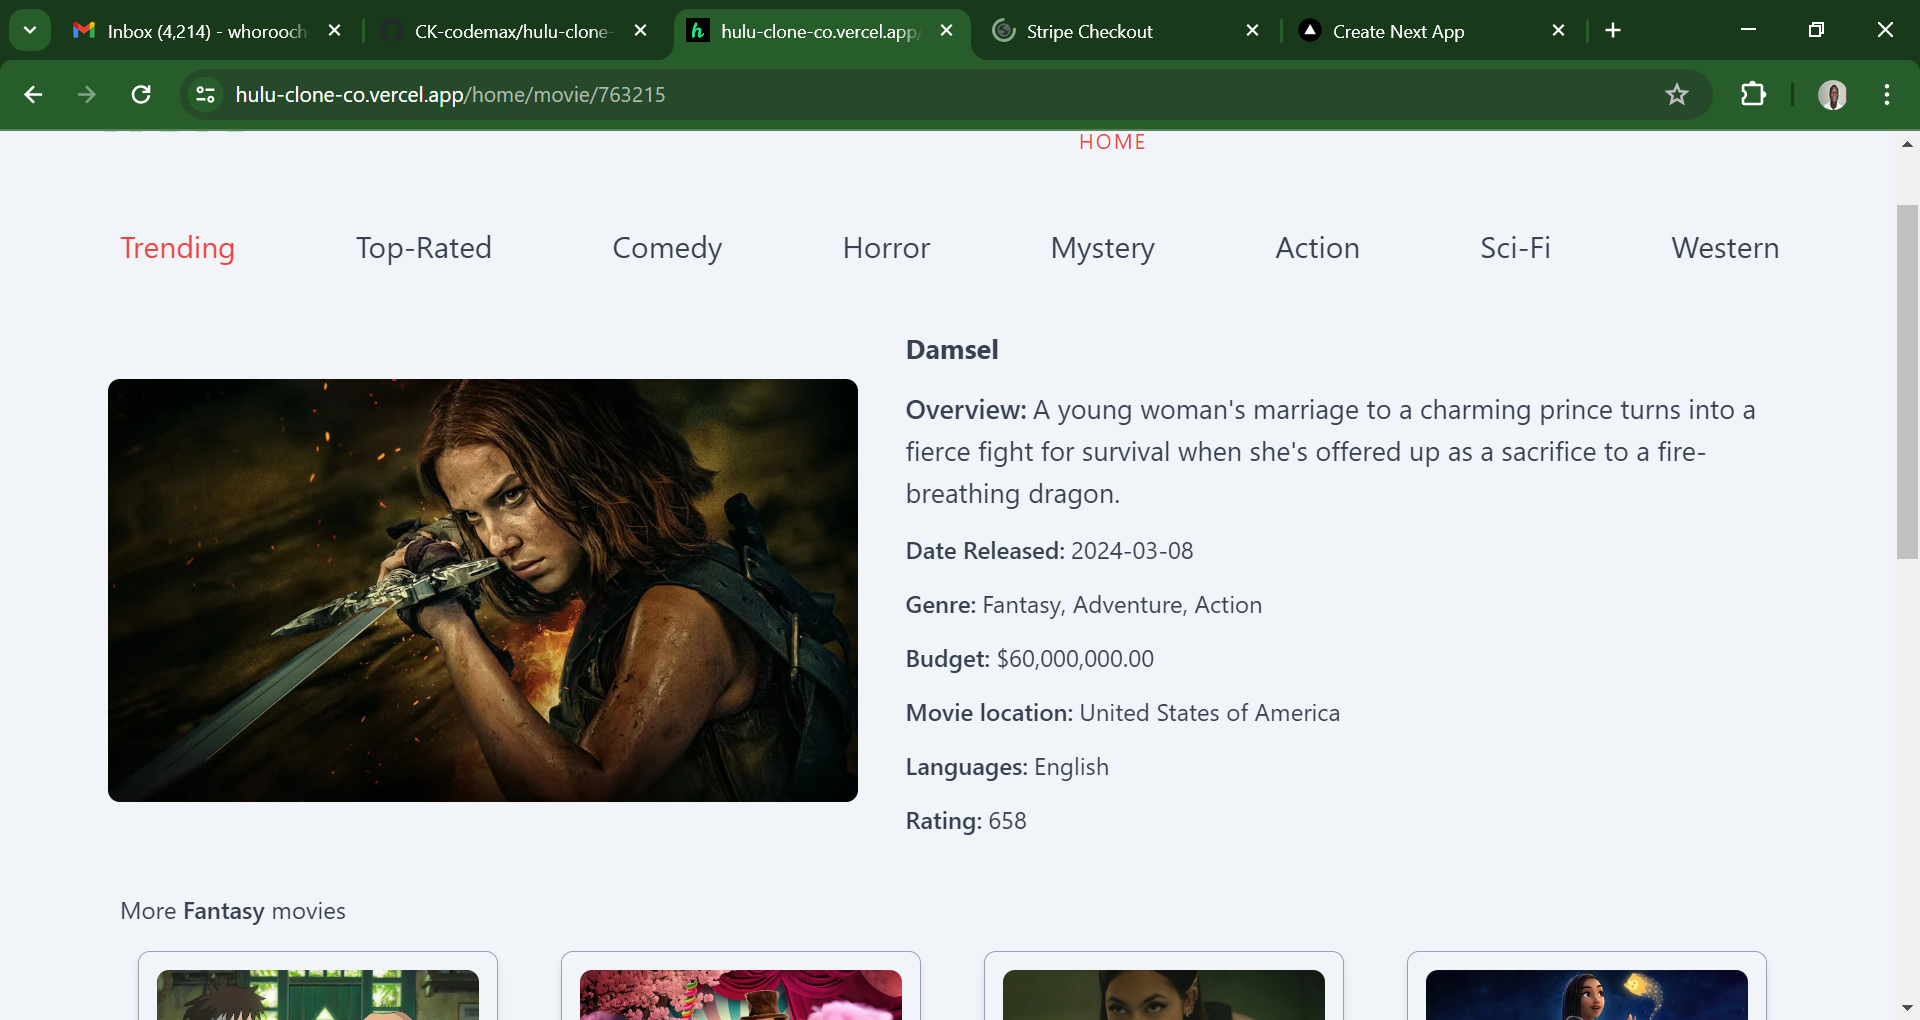 Inbox (4,214) - whorooch
CK-codemax/hulu-clone-
hulu-clone-co.vercel.app/
Stripe Checkout
Create Next App
hulu-clone-co.vercel.app/home/movie/763215
HOME
Trending
Top-Rated
Comedy
Horror
Mystery
Action
Sci-Fi
Western
Damsel
Overview: A young woman's marriage to a charming prince turns into a
fierce fight for survival when she's offered up as a sacrifice to a fire-
breathing dragon.
Date Released: 2024-03-08
Genre: Fantasy, Adventure, Action
Budget: $60,000,000.00
Movie location: United States of America
Languages: English
Rating: 658
More Fantasy movies